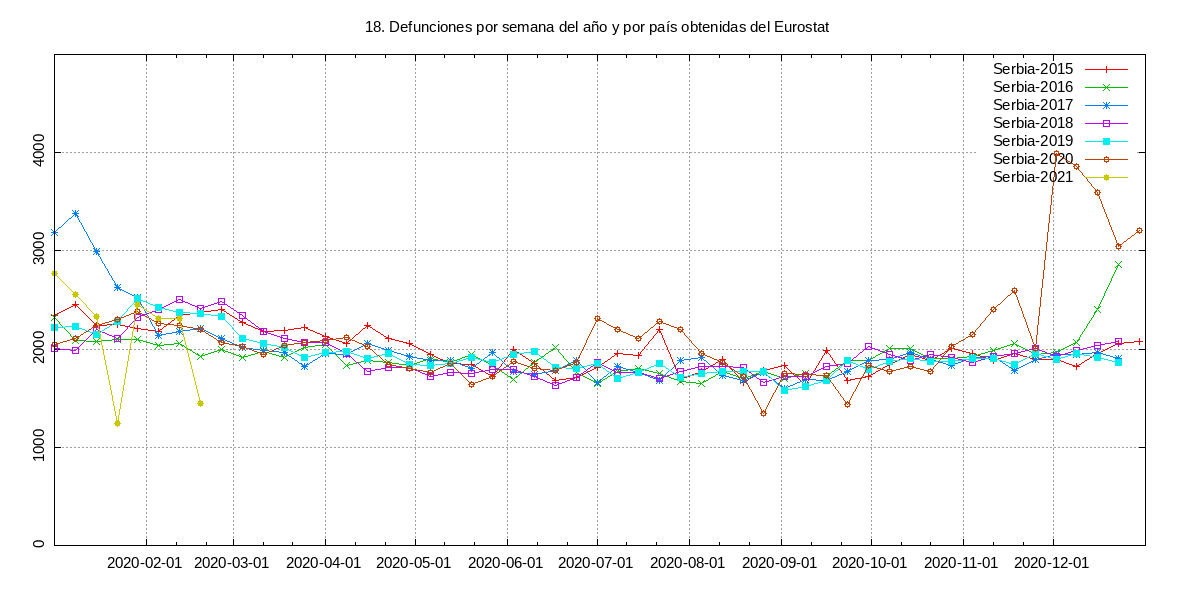 18. Defunciones por semana del año y por país obtenidas del Eurostat
Serbia-2015
Serbia-2016
Serbia-2017
Serbia-2018
Serbia-2019
Serbia-2020
Serbia-2021
4000
3000
2000
1000
0
2020-02-01 2020-03-01 2020-04-01 2020-05-01 2020-06-01 2020-07-01 2020-08-01 2020-09-01 2020-10-01 2020-11-01 2020-12-01